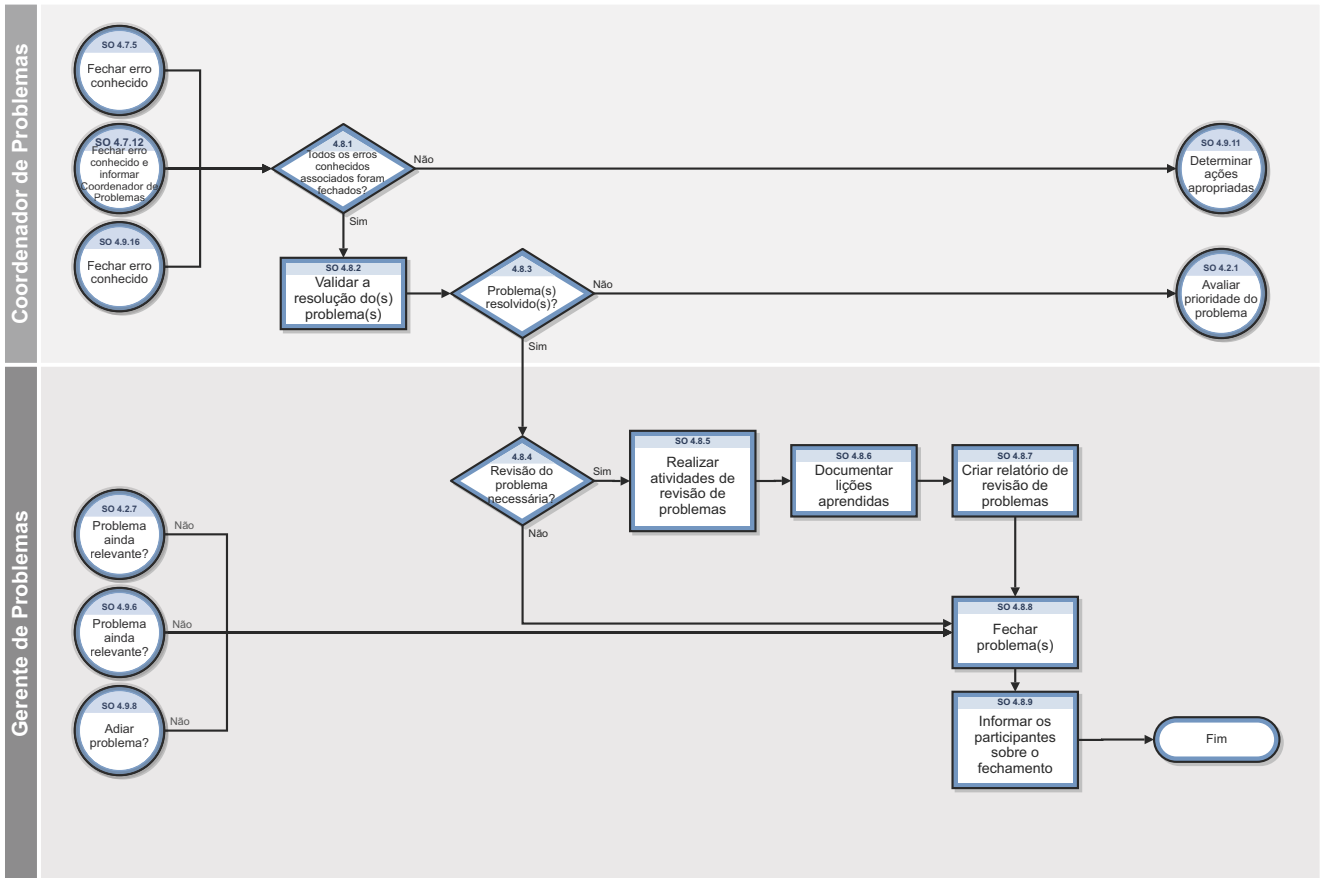 Coordenador de Problemas
SO 4.7.5
Fechar erro
conhecido
SO 4.7.12
Fechar erro
conhecido e
informar
Coordenador de
Problemas
SO 4.9.16
Fechar erro
conhecido
4.8.1
Todos os erros
conhecidos
associados foram
fechados?
Não
Sim
SO 4.9.11
Determinar
ações
apropriadas
SO 4.8.2
Validar a
resolução do(s)
problema(s)
4.8.3
Problema(s)
resolvido(s)?
Não
Sim
SO 4.2.1
Avaliar
prioridade do
problema
Gerente de Problemas
4.8.4
Revisão do
problema
necessária?
Sim
Não
SO 4.8.5
Realizar
atividades de
revisão de
problemas
SO 4.8.6
Documentar
lições
aprendidas
SO 4.8.7
Criar relatório de
revisão de
problemas
SO 4.2.7
Problema
ainda
relevante?
Não
SO 4.9.6
Problema
ainda
relevante?
Não
SO 4.9.8
Adiar
problema?
Não
SO 4.8.8
Fechar
problema(s)
SO 4.8.9
Informar os
participantes
sobre o
fechamento
Fim